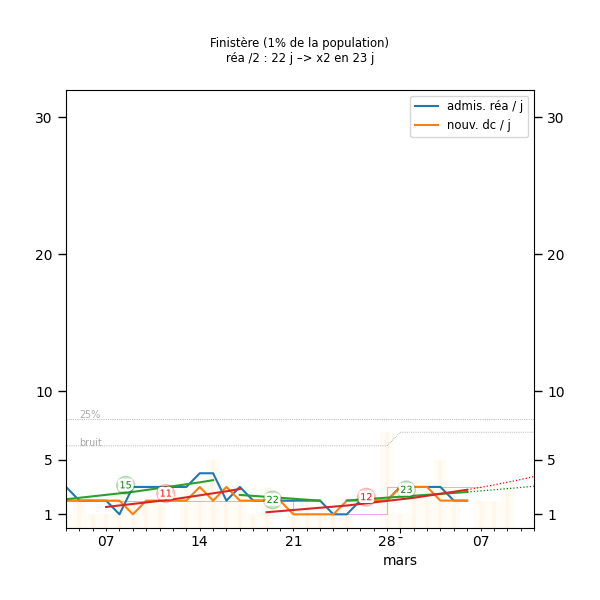 Finistère (1% de la population)
réa /2 : 22 j –> x2 en 23 j
admis. réa / j
nouv. dc / j
30 30
20 20
10 10
25%
bruit
5 5
15 11 22 12 23
1 1
07 14 21 28 07
mars